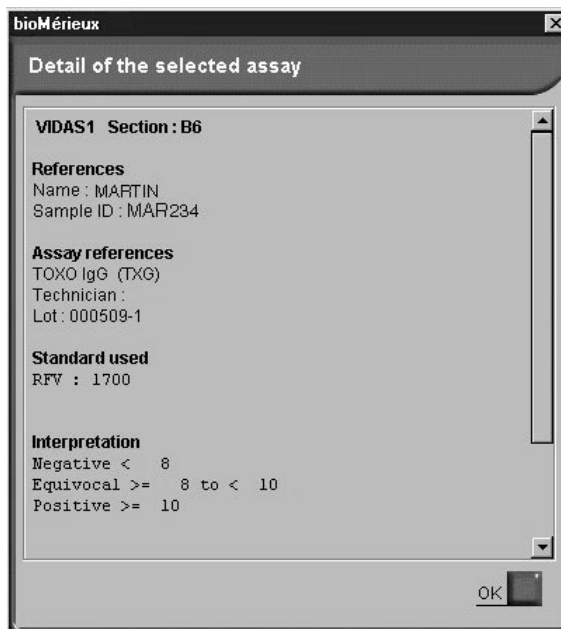 bioMérieux
Detail of the selected assay
VIDAS1 Section : B6
References
Name : MARTIN
Sample ID : MAR234
Assay references
TOXO IgG (TXG)
Technician :
Lot : 000509-1
Standard used
RFV : 1700
Interpretation
Negative < 8
Equivocal >= 8 to < 10
Positive >= 10
OK